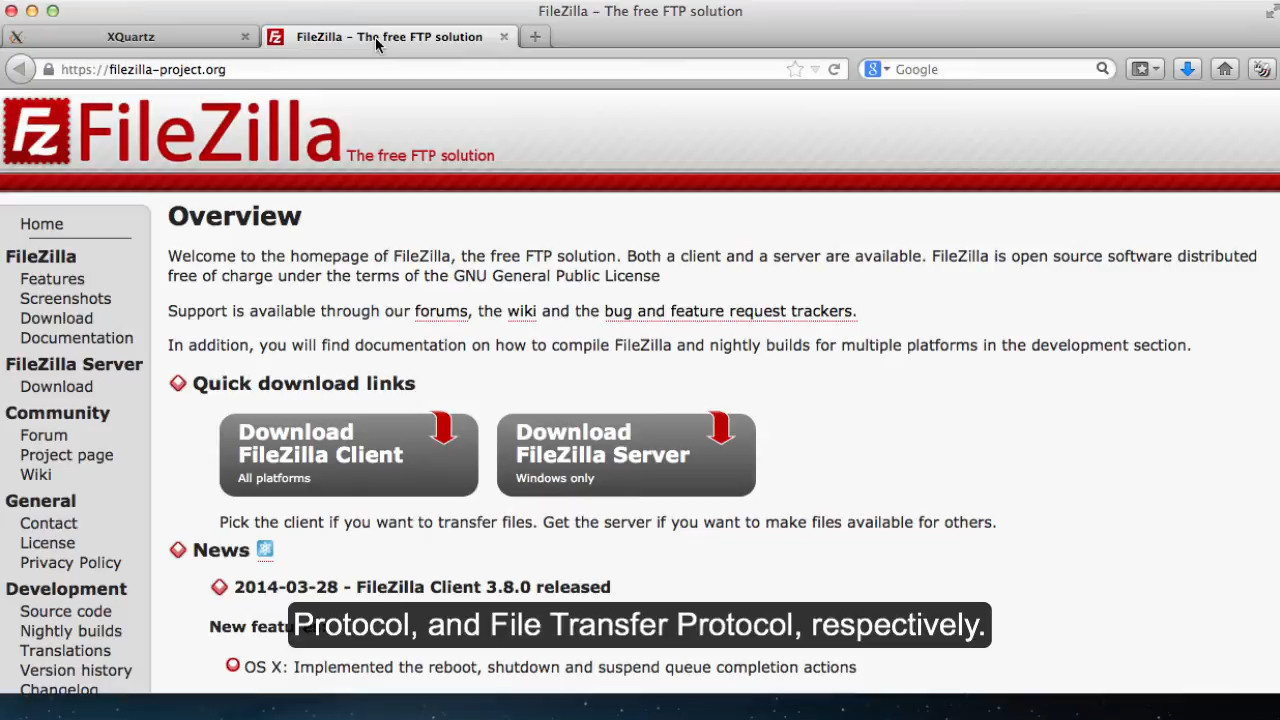 FileZilla - The free FTP solution
XQuartz
FileZilla - The free FTP solution
https://filezilla-project.org
Google
FileZilla The free FTP solution
Home
FileZilla
Features
Screenshots
Download
Documentation
FileZilla Server
Download
Community
Forum
Project page
Wiki
General
Contact
License
Privacy Policy
Development
Source code
Nightly builds
Translations
Version history
Changelog
Overview
Welcome to the homepage of FileZilla, the free FTP solution. Both a client and a server are available. FileZilla is open source software distributed
free of charge under the terms of the GNU General Public License
Support is available through our forums, the wiki and the bug and feature request trackers.
In addition, you will find documentation on how to compile FileZilla and nightly builds for multiple platforms in the development section.
Quick download links
Download
FileZilla Client
All platforms
Download
FileZilla Server
Windows only
Pick the client if you want to transfer files. Get the server if you want to make files available for others.
News
2014-03-28 - FileZilla Client 3.8.0 released
New
Protocol, and File Transfer Protocol, respectively.
OS X: Implemented the reboot, shutdown and suspend queue completion actions